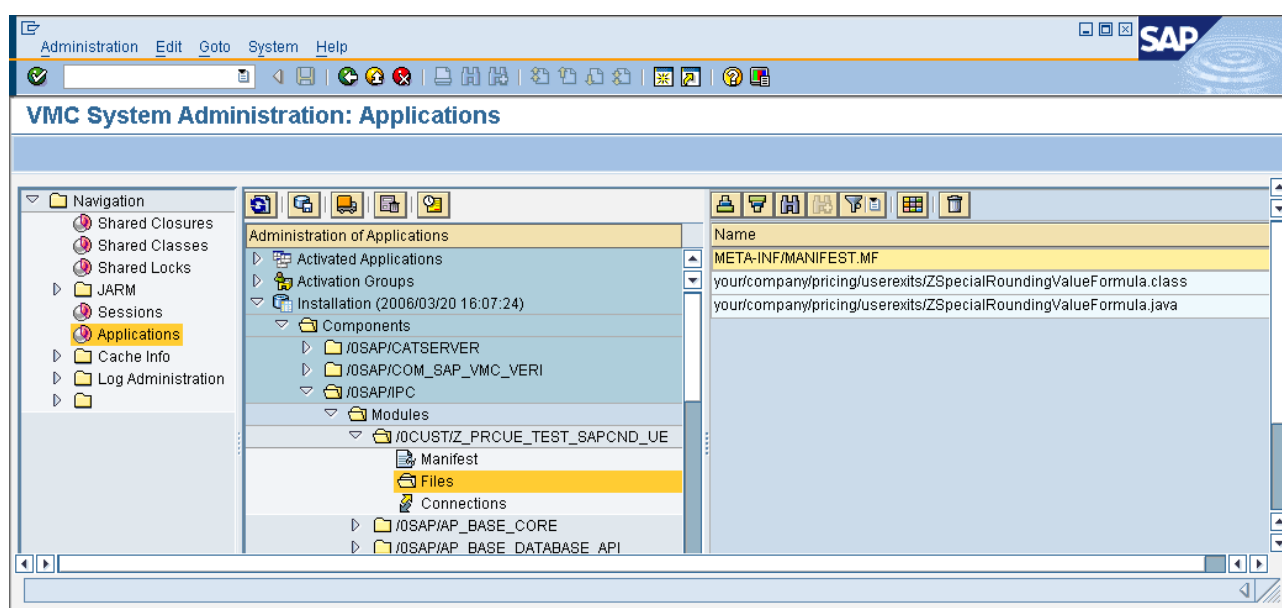 Administration Edit Goto System Help
SAP
VMC System Administration: Applications
Navigation
Shared Closures
Shared Classes
Shared Locks
JARM
Sessions
Applications
Cache Info
Log Administration
Administration of Applications
Activated Applications
Activation Groups
Installation (2006/03/20 16:07:24)
Components
/0SAP/CATSERVER
/0SAP/COM_SAP_VMC_VERI
/0SAP/IPC
Modules
/0CUST/Z_PRCUE_TEST_SAPCND_UE
Manifest
Files
Connections
/0SAP/AP_BASE_CORE
/0SAP/AP_BASE_DATABASE_API
Name
META-INF/MANIFEST.MF
your/company/pricing/userexits/ZSpecialRoundingValueFormula.class
your/company/pricing/userexits/ZSpecialRoundingValueFormula.java